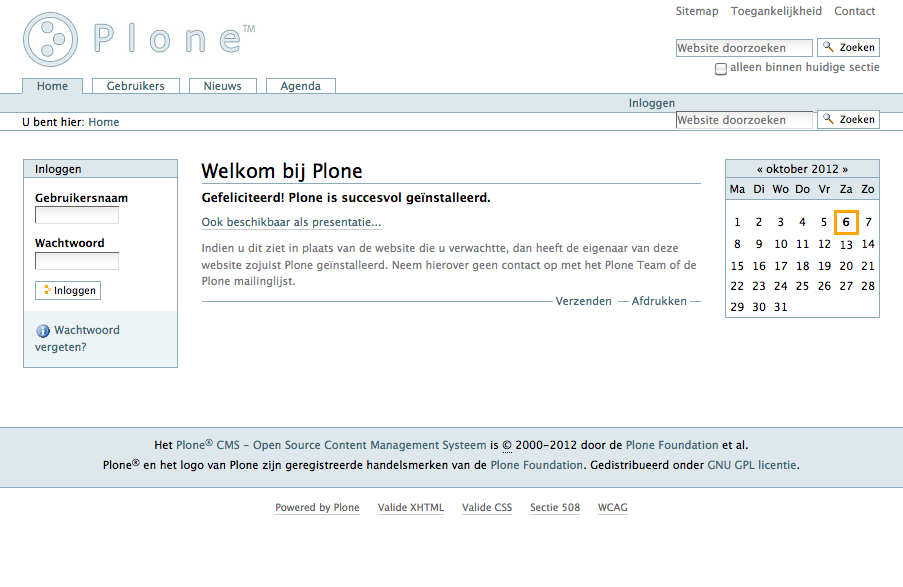 Sitemap Toegankelijkheid Contact
Plone™
Website doorzoeken Zoeken
alleen binnen huidige sectie
Home Gebruikers Nieuws Agenda
Inloggen
U bent hier: Home
Website doorzoeken Zoeken
Inloggen
Gebruikersnaam
Wachtwoord
Inloggen
Wachtwoord
vergeten?
Welkom bij Plone
Gefeliciteerd! Plone is succesvol geïnstalleerd.
Ook beschikbaar als presentatie...
Indien u dit ziet in plaats van de website die u verwachtte, dan heeft de eigenaar van deze
website zojuist Plone geïnstalleerd. Neem hierover geen contact op met het Plone Team of de
Plone mailinglijst.
Verzenden — Afdrukken —
« oktober 2012 »
Ma Di Wo Do Vr Za Zo
1 2 3 4 5 6 7
8 9 10 11 12 13 14
15 16 17 18 19 20 21
22 23 24 25 26 27 28
29 30 31
Het Plone® CMS – Open Source Content Management Systeem is © 2000-2012 door de Plone Foundation et al.
Plone® en het logo van Plone zijn geregistreerde handelsmerken van de Plone Foundation. Gedistribueerd onder GNU GPL licentie.
Powered by Plone Valide XHTML Valide CSS Sectie 508 WCAG